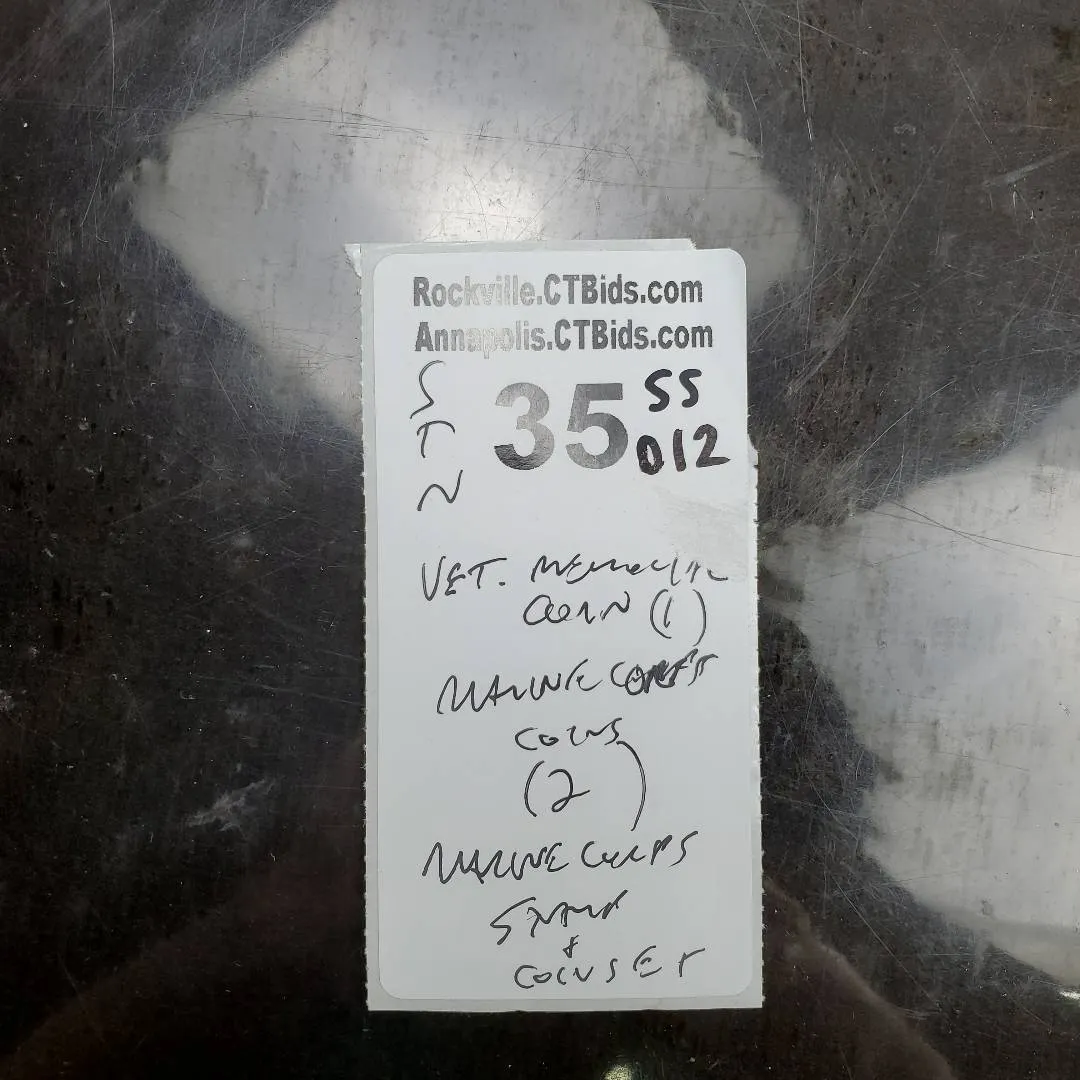 Rockville.CTBids.com
Annapolis.CTBids.com
STN
35 SS
012
VET. MEMORIAL
COIN (1)
MARINE CORPS
COINS
(2)
MARINE CORPS
STAMP
&
COIN SET